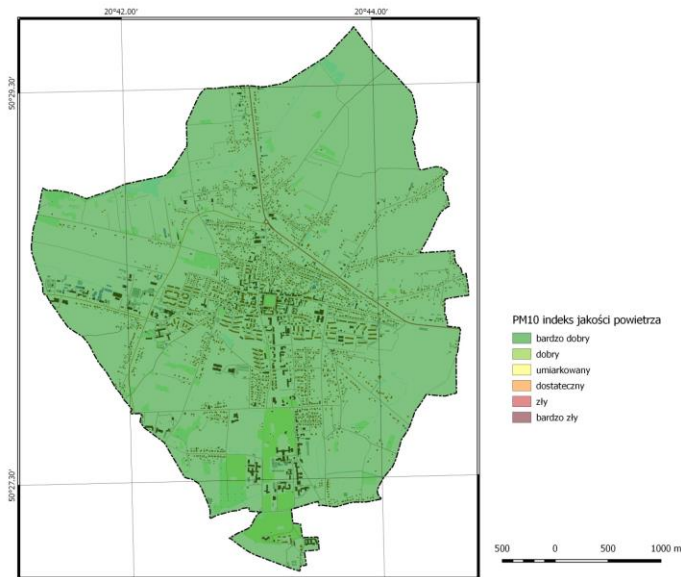 20°42.00' 20°44.00'
50°29.30'
50°27.30'
PM10 indeks jakości powietrza
bardzo dobry
dobry
umiarkowany
dostateczny
zły
bardzo zły
500 0 500 1000 m